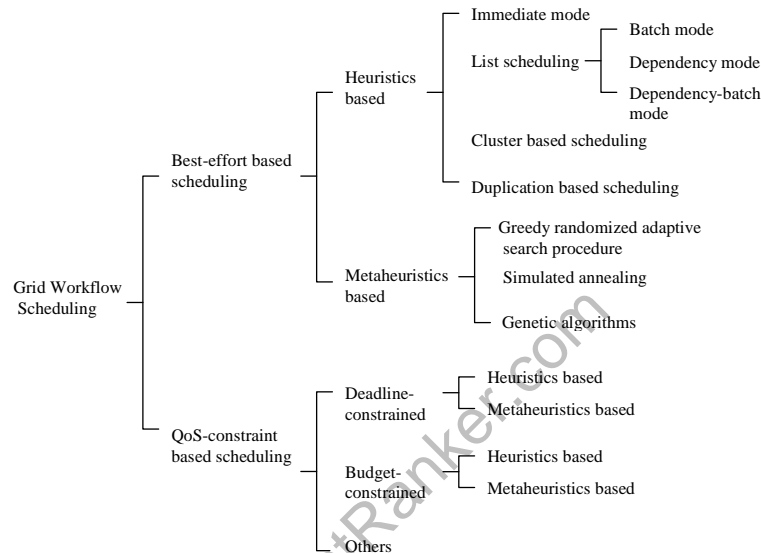 Immediate mode
Batch mode
List scheduling
Dependency mode
Heuristics
based
Dependency-batch
mode
Cluster based scheduling
Best-effort based
scheduling
Duplication based scheduling
Greedy randomized adaptive
search procedure
Metaheuristics
based
Simulated annealing
Grid Workflow
Scheduling
Genetic algorithms
Deadline-
constrained
Heuristics based
Metaheuristics based
QoS-constraint
based scheduling
Budget-
constrained
Heuristics based
Metaheuristics based
Others
tRanker.com